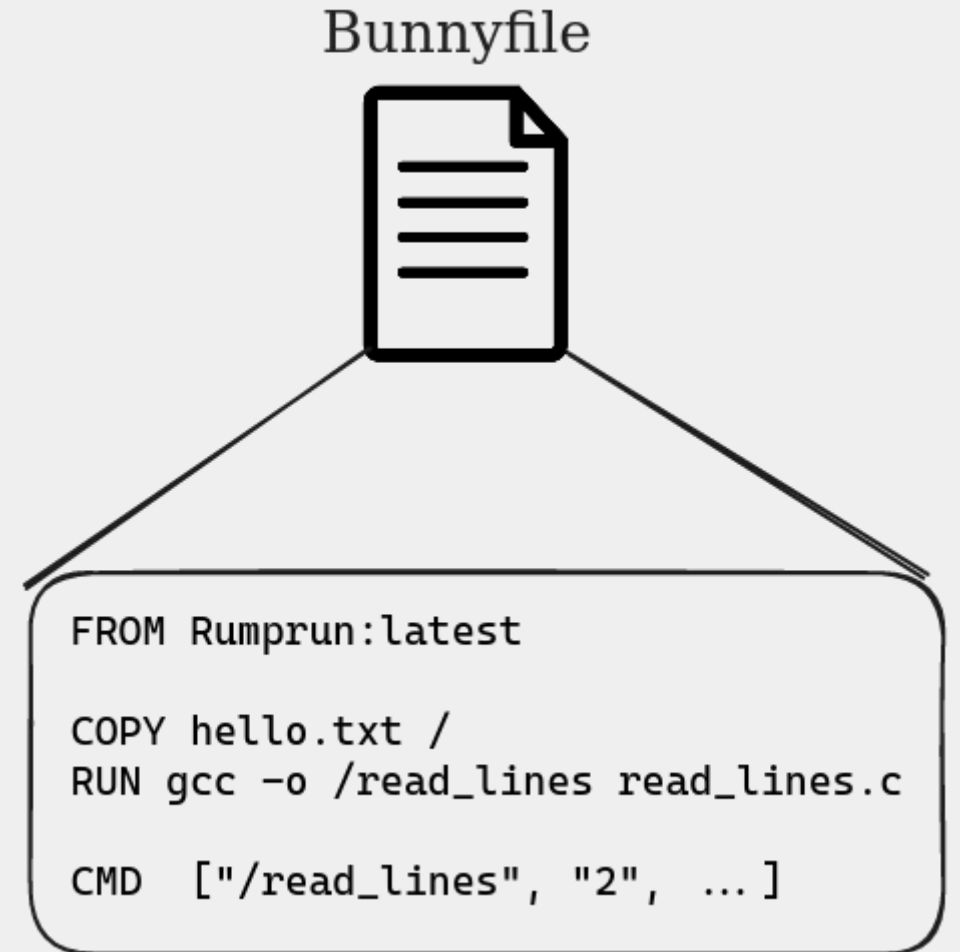 Bunnyfile
FROM Rumprun:latest
COPY hello.txt /
RUN gcc -o /read_lines read_lines.c
CMD  ["/read_lines", "2", ...]